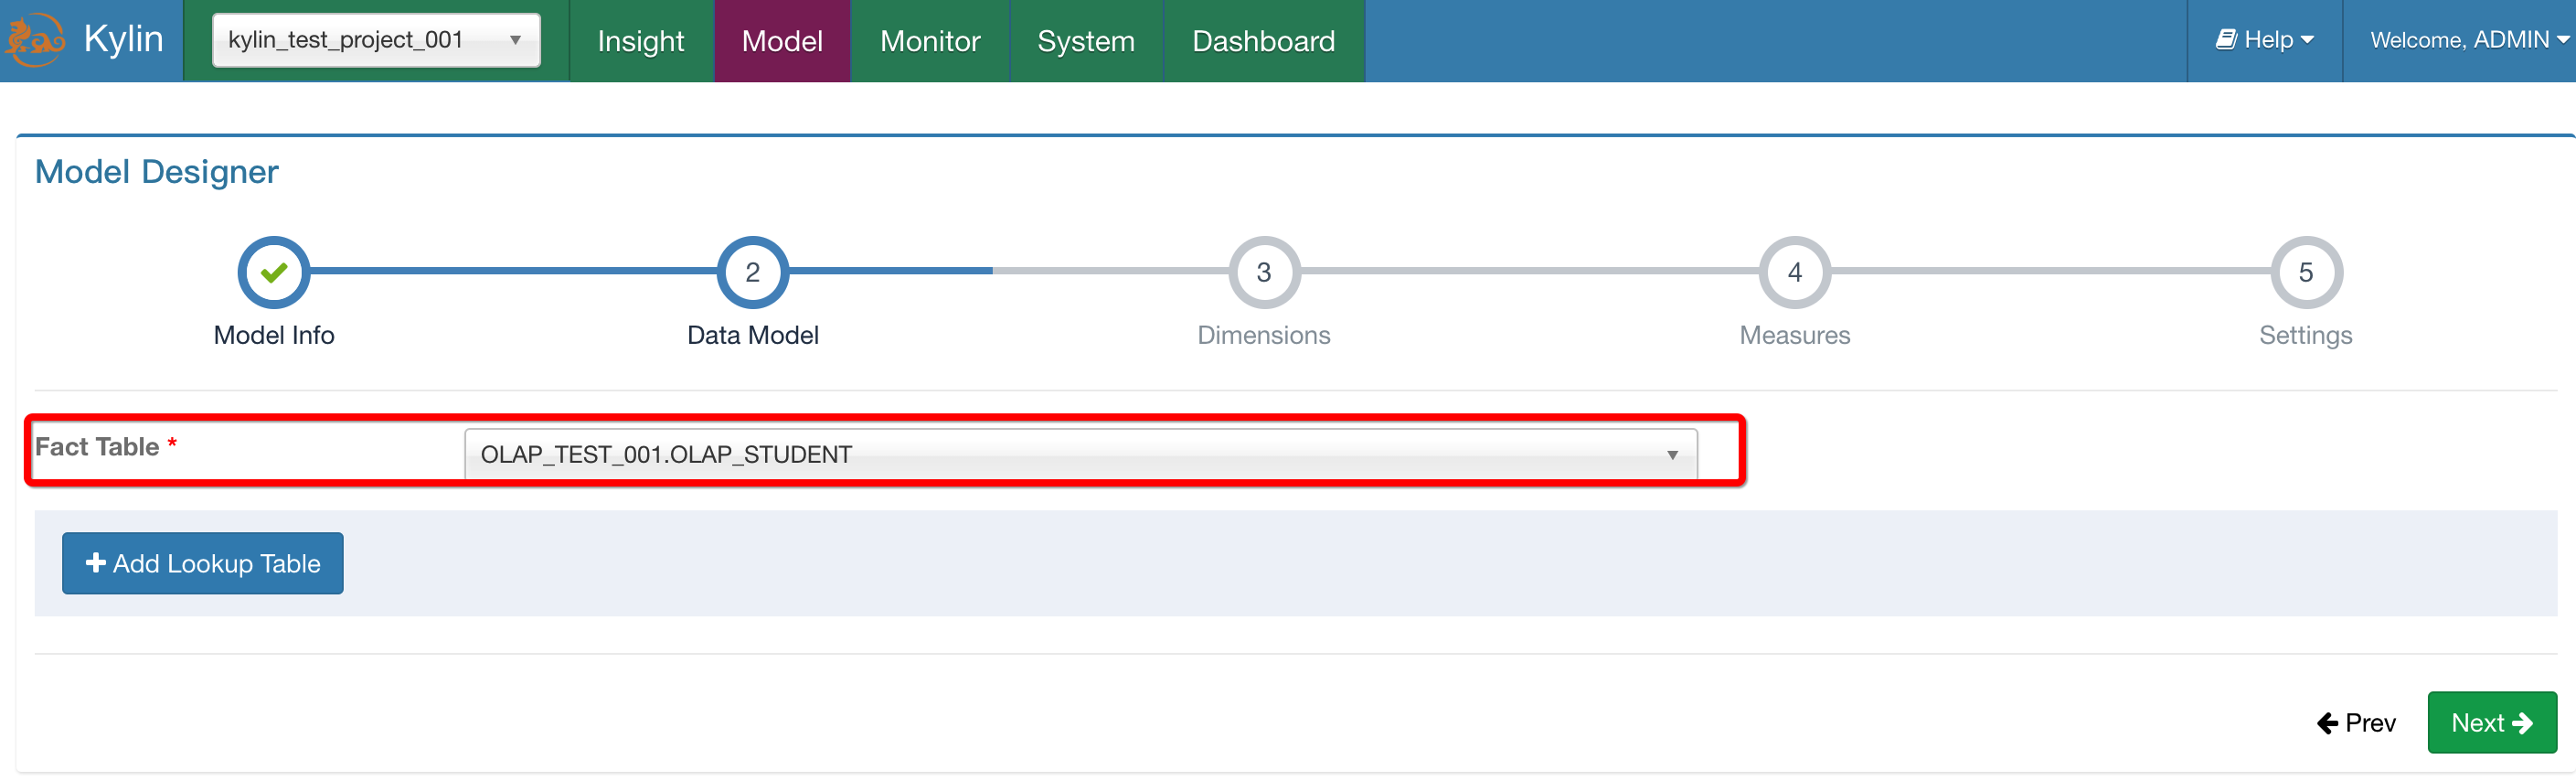 Kylin kylin_test_project_001 Insight Model Monitor System Dashboard Help Welcome, ADMIN
Model Designer
2 3 4 5
Model Info Data Model Dimensions Measures Settings
Fact Table * OLAP_TEST_001.OLAP_STUDENT
Add Lookup Table
Prev Next